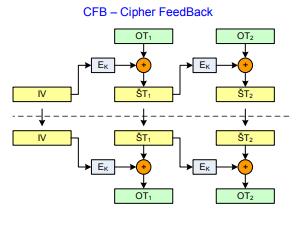 CFB – Cipher FeedBack
OT1 OT2
EK + EK +
IV ŠT1 ŠT2
IV ŠT1 ŠT2
EK + EK +
OT1 OT2